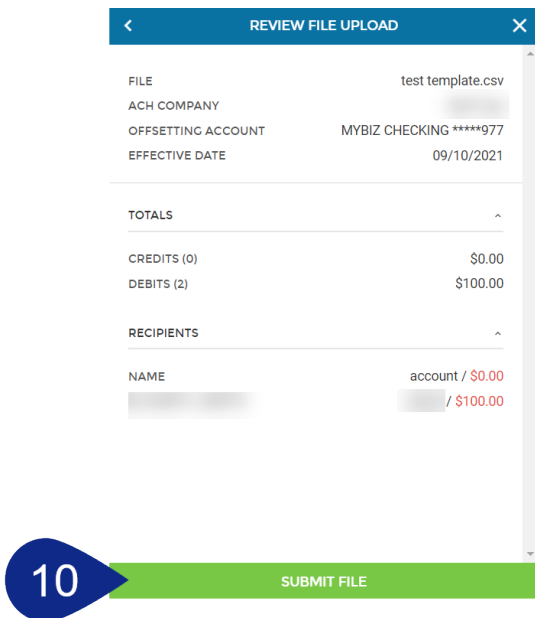 REVIEW FILE UPLOAD
FILE test template.csv
ACH COMPANY
OFFSETTING ACCOUNT MYBIZ CHECKING *****977
EFFECTIVE DATE 09/10/2021
TOTALS
CREDITS (0) $0.00
DEBITS (2) $100.00
RECIPIENTS
NAME account / $0.00
/ $100.00
10 SUBMIT FILE